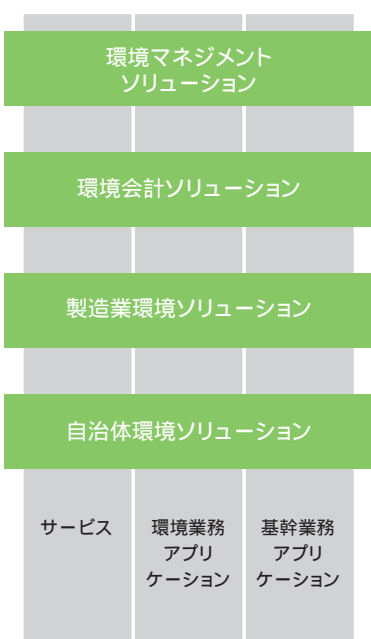 環境マネジメント
ソリューション
環境会計ソリューション
製造業環境ソリューション
自治体環境ソリューション
サービス
環境業務
アプリ
ケーション
基幹業務
アプリ
ケーション